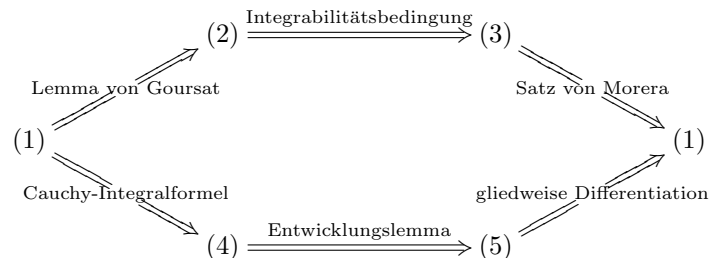 Integrabilitätsbedingung
(2) (3)
Lemma von Goursat Satz von Morera
(1) (1)
Cauchy-Integralformel gliedweise Differentiation
Entwicklungslemma
(4) (5)